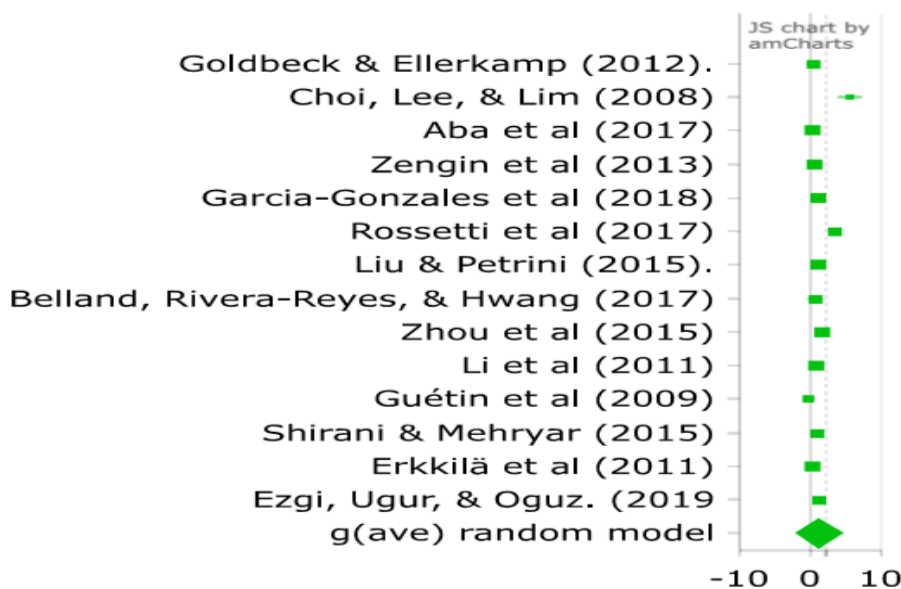 JS chart by
amCharts
Goldbeck & Ellerkamp (2012).
Choi, Lee, & Lim (2008)
Aba et al (2017)
Zengin et al (2013)
Garcia-Gonzales et al (2018)
Rossetti et al (2017)
Liu & Petrini (2015).
Belland, Rivera-Reyes, & Hwang (2017)
Zhou et al (2015)
Li et al (2011)
Guétin et al (2009)
Shirani & Mehryar (2015)
Erkkilä et al (2011)
Ezgi, Ugur, & Oguz. (2019
g(ave) random model
-10 0 10